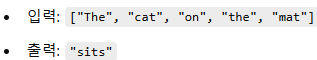 • 입력: ["The", "cat", "on", "the", "mat"]
• 출력: "sits"